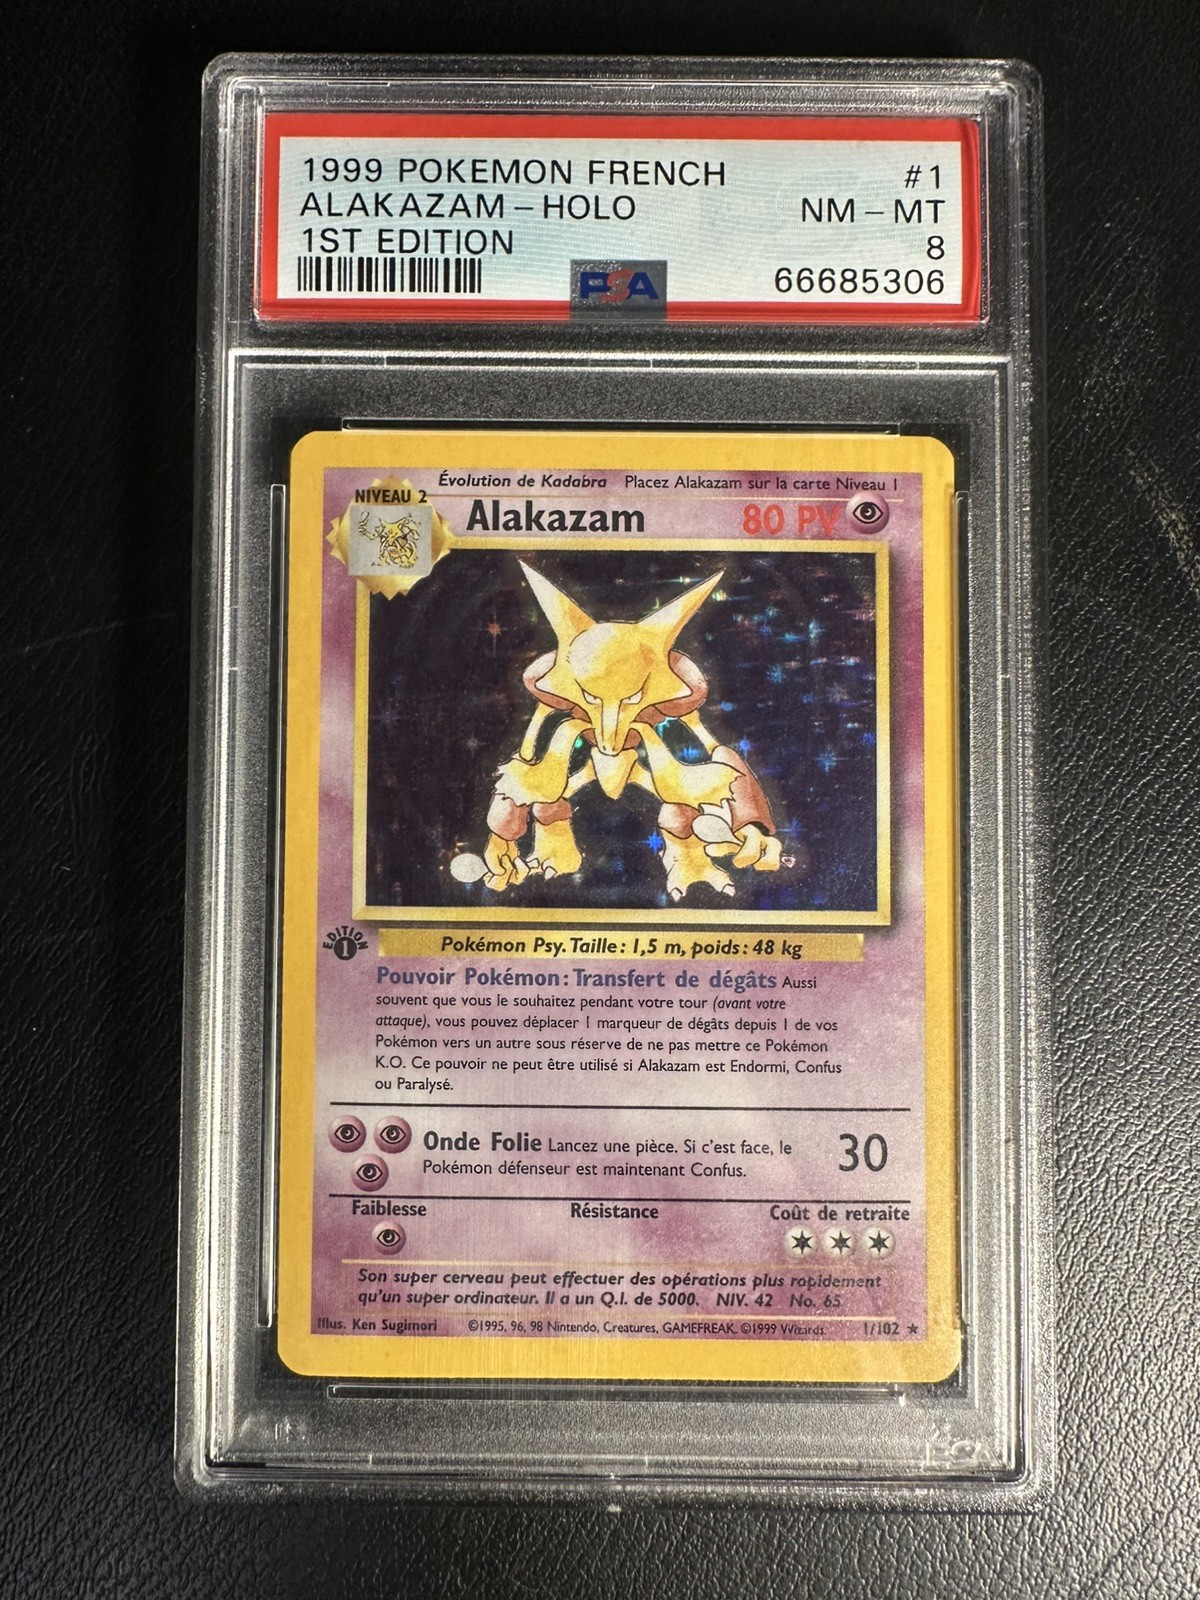 1999 POKEMON FRENCH #1
ALAKAZAM - HOLO NM - MT
1ST EDITION 8
PSA 66685306
Évolution de Kadabra Placez Alakazam sur la carte Niveau 1
NIVEAU 2
Alakazam 80 PV
EDITION 1
Pokémon Psy. Taille: 1,5 m, poids: 48 kg
Pouvoir Pokémon: Transfert de dégâts Aussi
souvent que vous le souhaitez pendant votre tour (avant votre
attaque), vous pouvez déplacer 1 marqueur de dégâts depuis 1 de vos
Pokémon vers un autre sous réserve de ne pas mettre ce Pokémon
K.O. Ce pouvoir ne peut être utilisé si Alakazam est Endormi, Confus
ou Paralysé.
Onde Folie Lancez une pièce. Si c'est face, le
Pokémon défenseur est maintenant Confus. 30
Faiblesse Résistance Coût de retraite
Son super cerveau peut effectuer des opérations plus rapidement
qu'un super ordinateur. Il a un Q.I. de 5000. NIV. 42 No. 65
Illus. Ken Sugimori ©1995, 96, 98 Nintendo, Creatures, GAMEFREAK. ©1999 Wizards. 1/102 ★